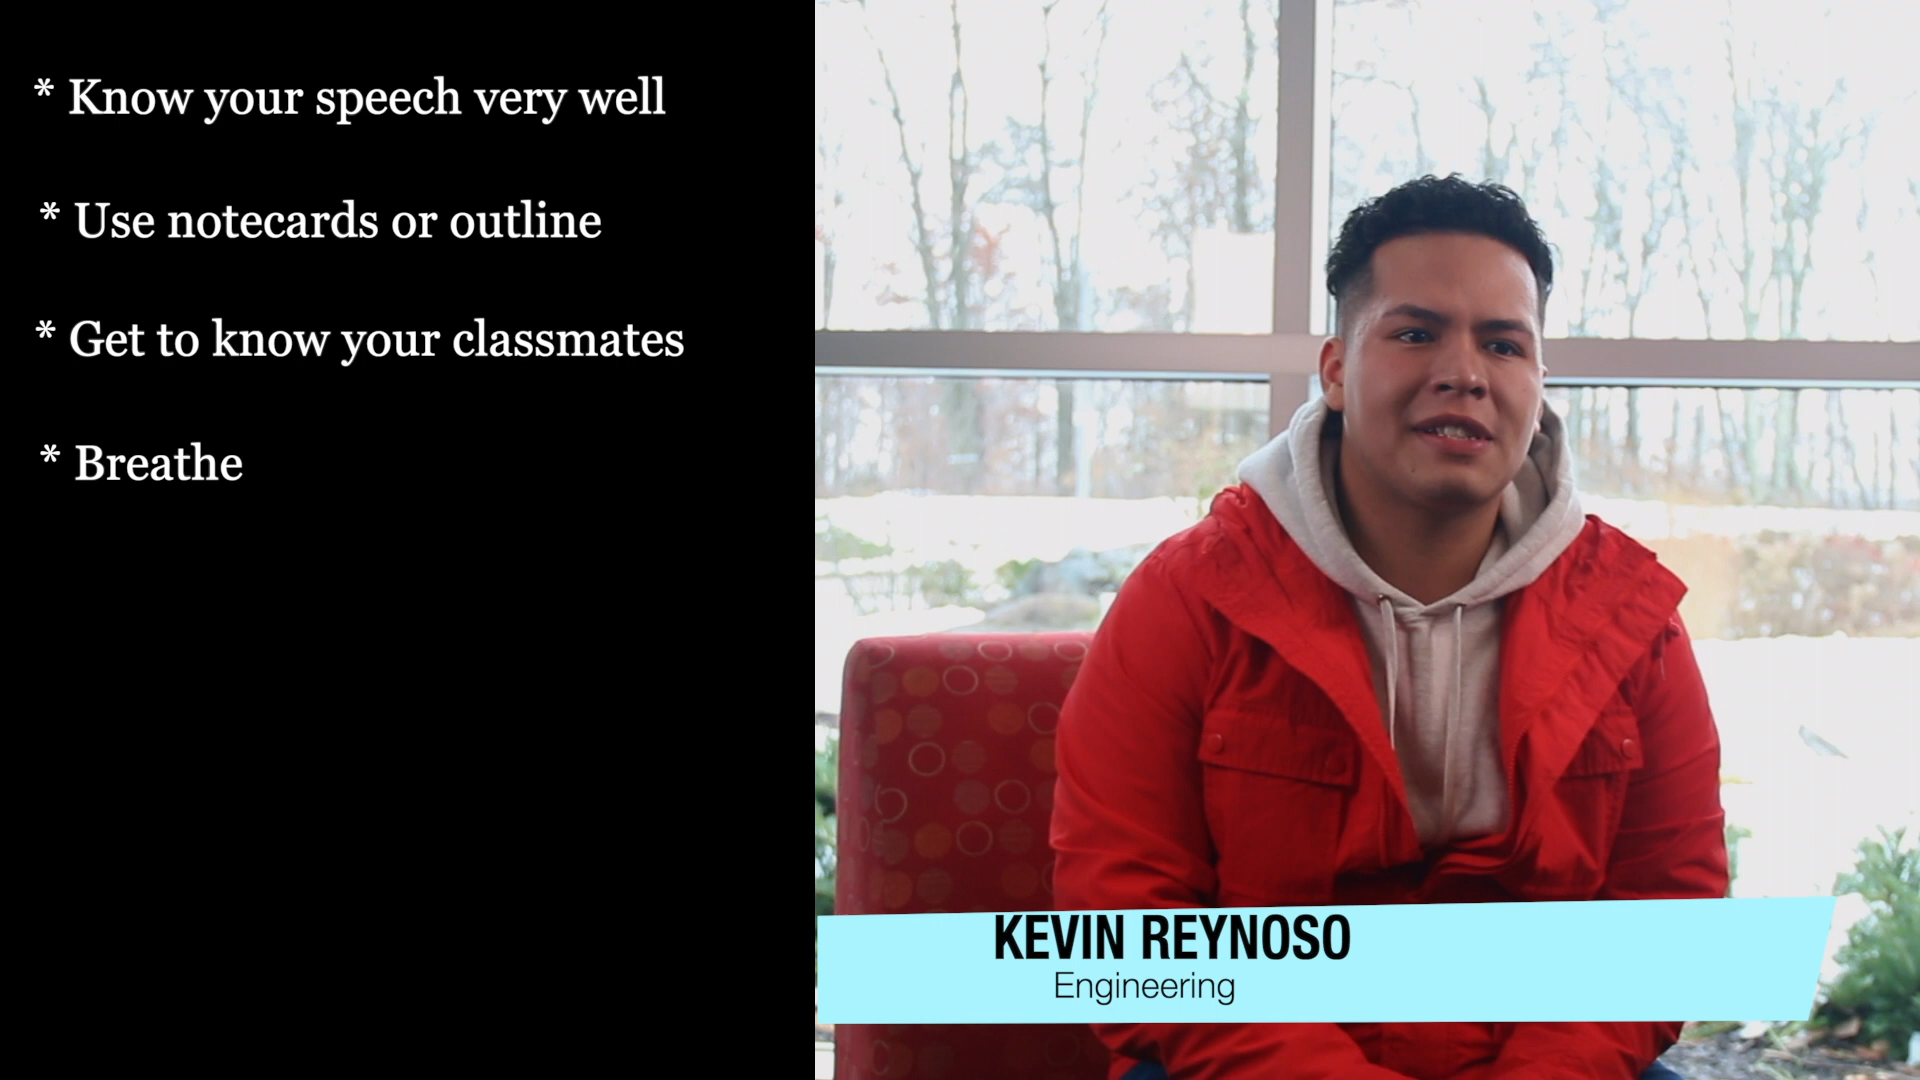 * Know your speech very well
* Use notecards or outline
* Get to know your classmates
* Breathe
KEVIN REYNOSO
Engineering